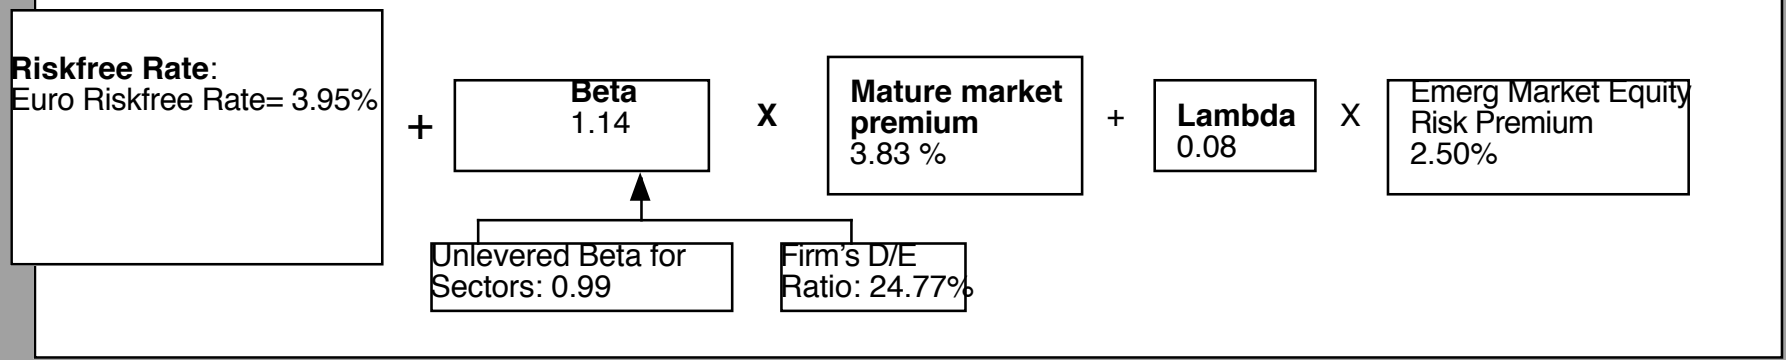 Riskfree Rate:
Euro Riskfree Rate= 3.95%
+
Beta
1.14
X
Mature market
premium
3.83 %
+
Lambda
0.08
X
Emerg Market Equity
Risk Premium
2.50%
Unlevered Beta for
Sectors: 0.99
Firm’s D/E
Ratio: 24.77%